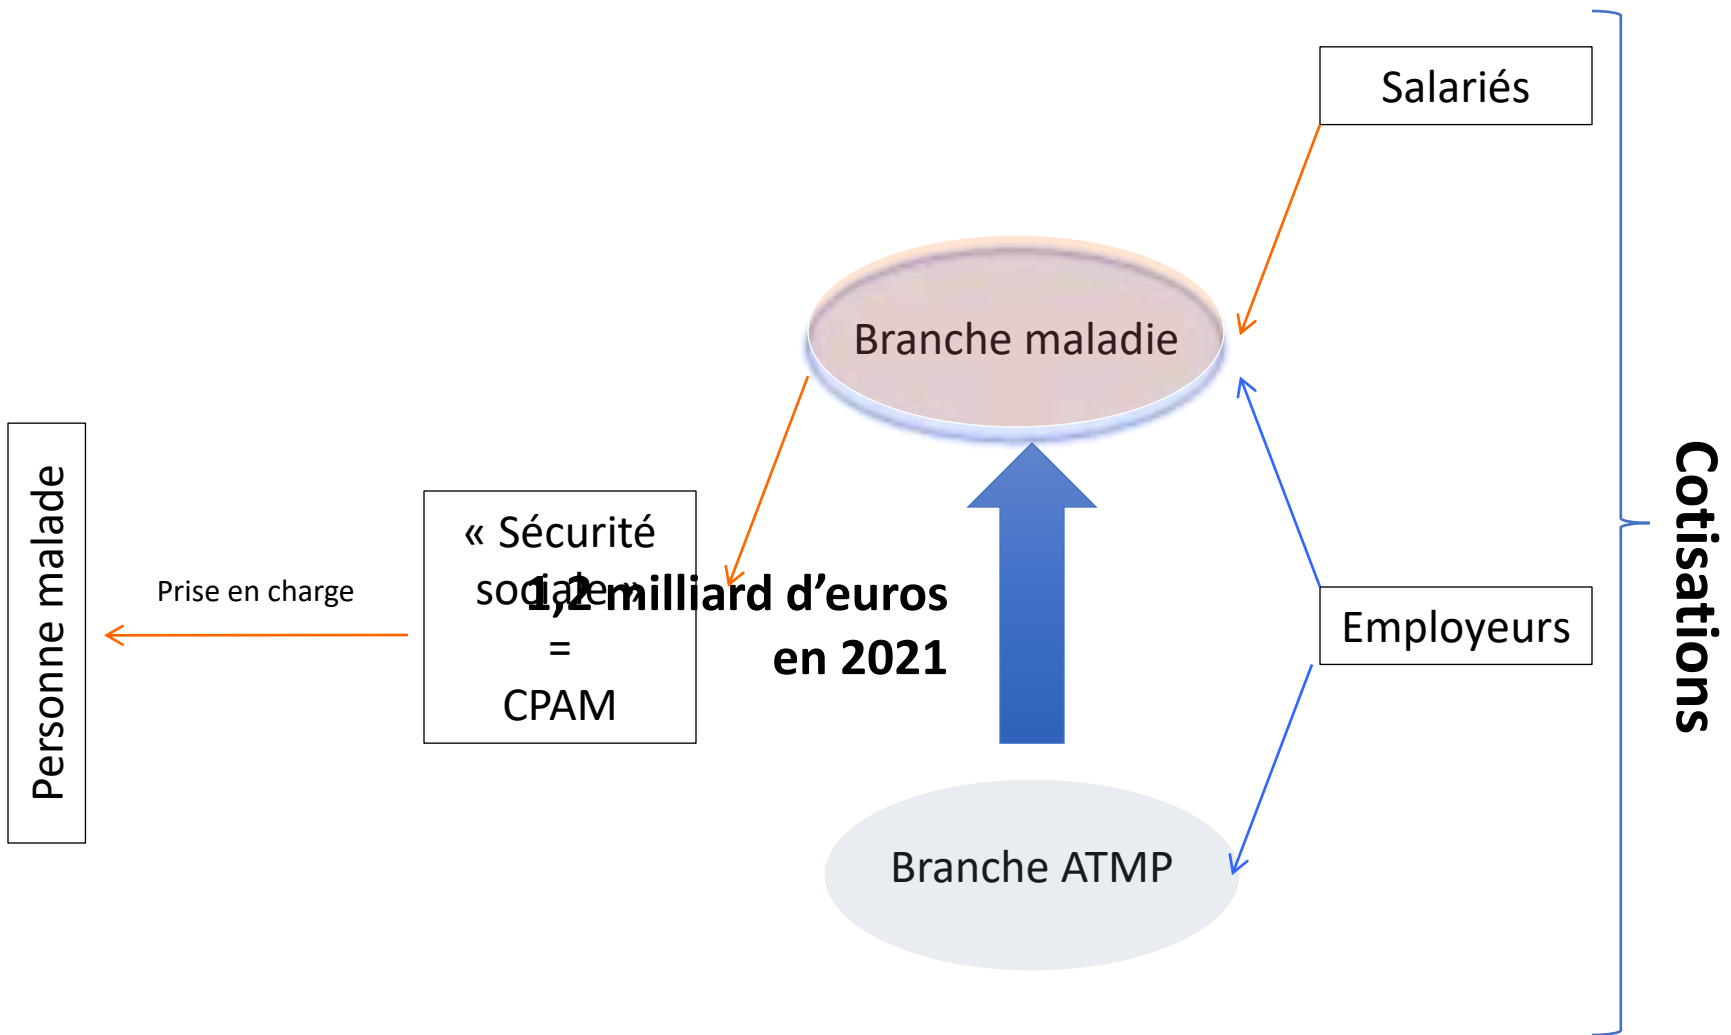 Salariés
Branche maladie
Personne malade
Prise en charge
« Sécurité
sociale »
=
CPAM
1,2 milliard d’euros
en 2021
Employeurs
Cotisations
Branche ATMP